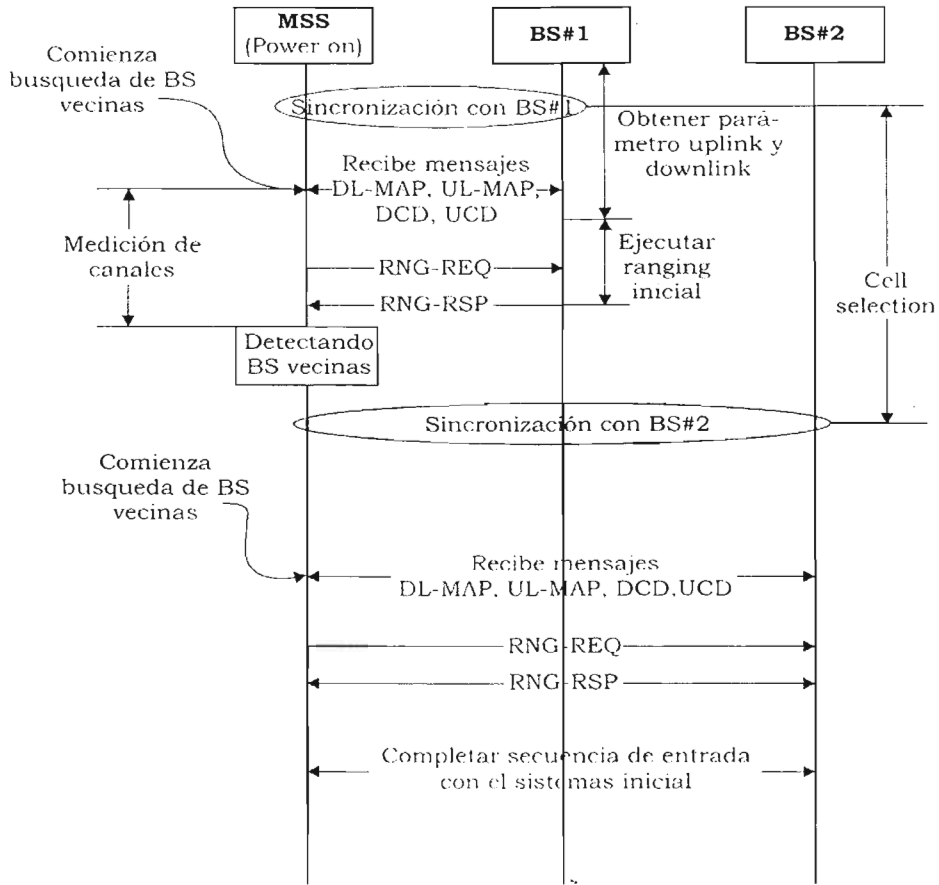 MSS
(Power on)
BS#1
BS#2
Comienza
busqueda de BS
vecinas
Sincronización con BS#1
Obtener pará-
metro uplink y
downlink
Recibe mensajes
DL-MAP, UL-MAP,
DCD, UCD
Medición de
canales
Ejecutar
ranging
inicial
RNG-REQ
RNG-RSP
Cell
selection
Detectando
BS vecinas
Sincronización con BS#2
Comienza
busqueda de BS
vecinas
Recibe mensajes
DL-MAP, UL-MAP, DCD,UCD
RNG-REQ
RNG-RSP
Completar secuencia de entrada
con el sistemas inicial